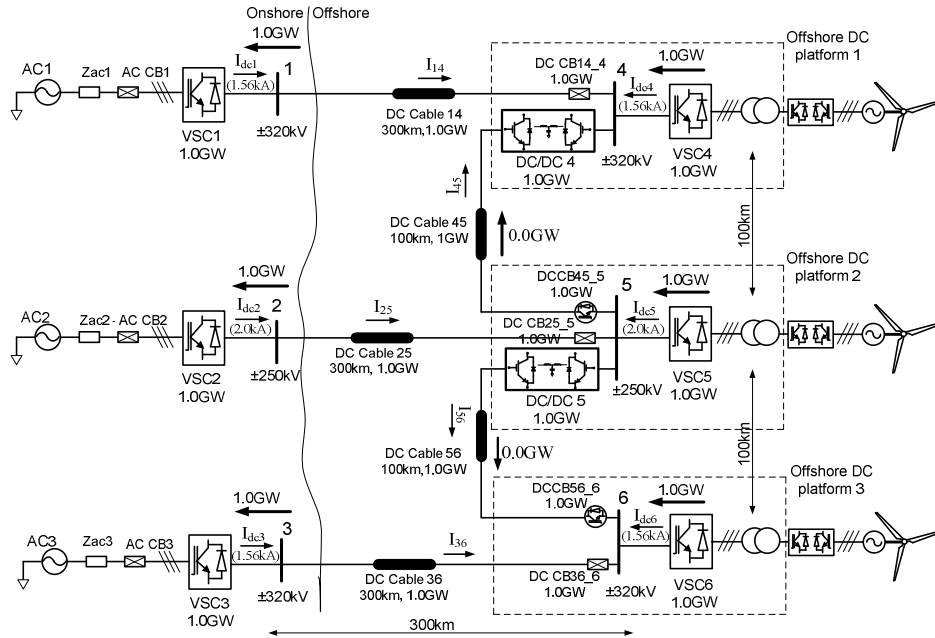 Onshore
Offshore
1.0GW
AC1
Zac1
AC CB1
Idc1
(1.56kA)
1
VSC1
1.0GW
±320kV
I14
DC Cable 14
300km,1.0GW
DC CB14_4
1.0GW
4
Idc4
(1.56kA)
1.0GW
Offshore DC
platform 1
DC/DC 4
1.0GW
±320kV
VSC4
1.0GW
I45
DC Cable 45
100km, 1GW
0.0GW
100km
Offshore DC
platform 2
1.0GW
AC2
Zac2
AC CB2
Idc2
(2.0kA)
2
VSC2
1.0GW
±250kV
I25
DC Cable 25
300km, 1.0GW
DCCB45_5
1.0GW
DC CB25_5
1.0GW
5
Idc5
(2.0kA)
1.0GW
DC/DC 5
1.0GW
±250kV
VSC5
1.0GW
I56
DC Cable 56
100km,1.0GW
0.0GW
100km
Offshore DC
platform 3
1.0GW
AC3
Zac3
AC CB3
Idc3
(1.56kA)
3
VSC3
1.0GW
±320kV
I36
DC Cable 36
300km, 1.0GW
DCCB56_6
1.0GW
6
Idc6
(1.56kA)
1.0GW
DC CB36_6
1.0GW
±320kV
VSC6
1.0GW
300km